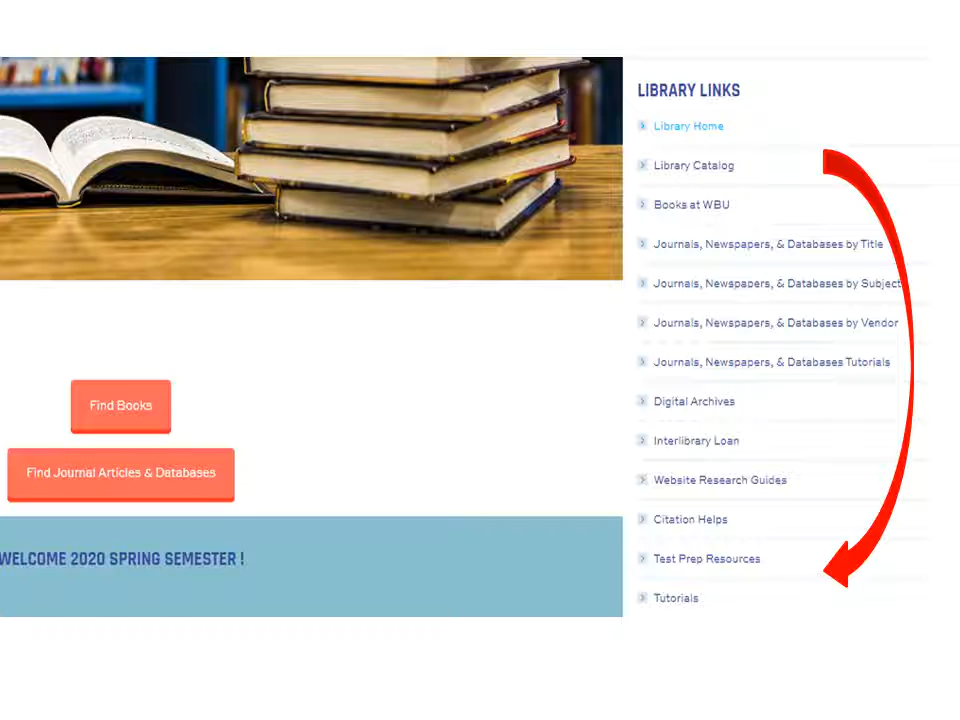 LIBRARY LINKS
Library Home
Library Catalog
Books at WBU
Journals, Newspapers, & Databases by Title
Journals, Newspapers, & Databases by Subject
Journals, Newspapers, & Databases by Vendor
Journals, Newspapers, & Databases Tutorials
Digital Archives
Interlibrary Loan
Website Research Guides
Citation Helps
Test Prep Resources
Tutorials
Find Books
Find Journal Articles & Databases
WELCOME 2020 SPRING SEMESTER !